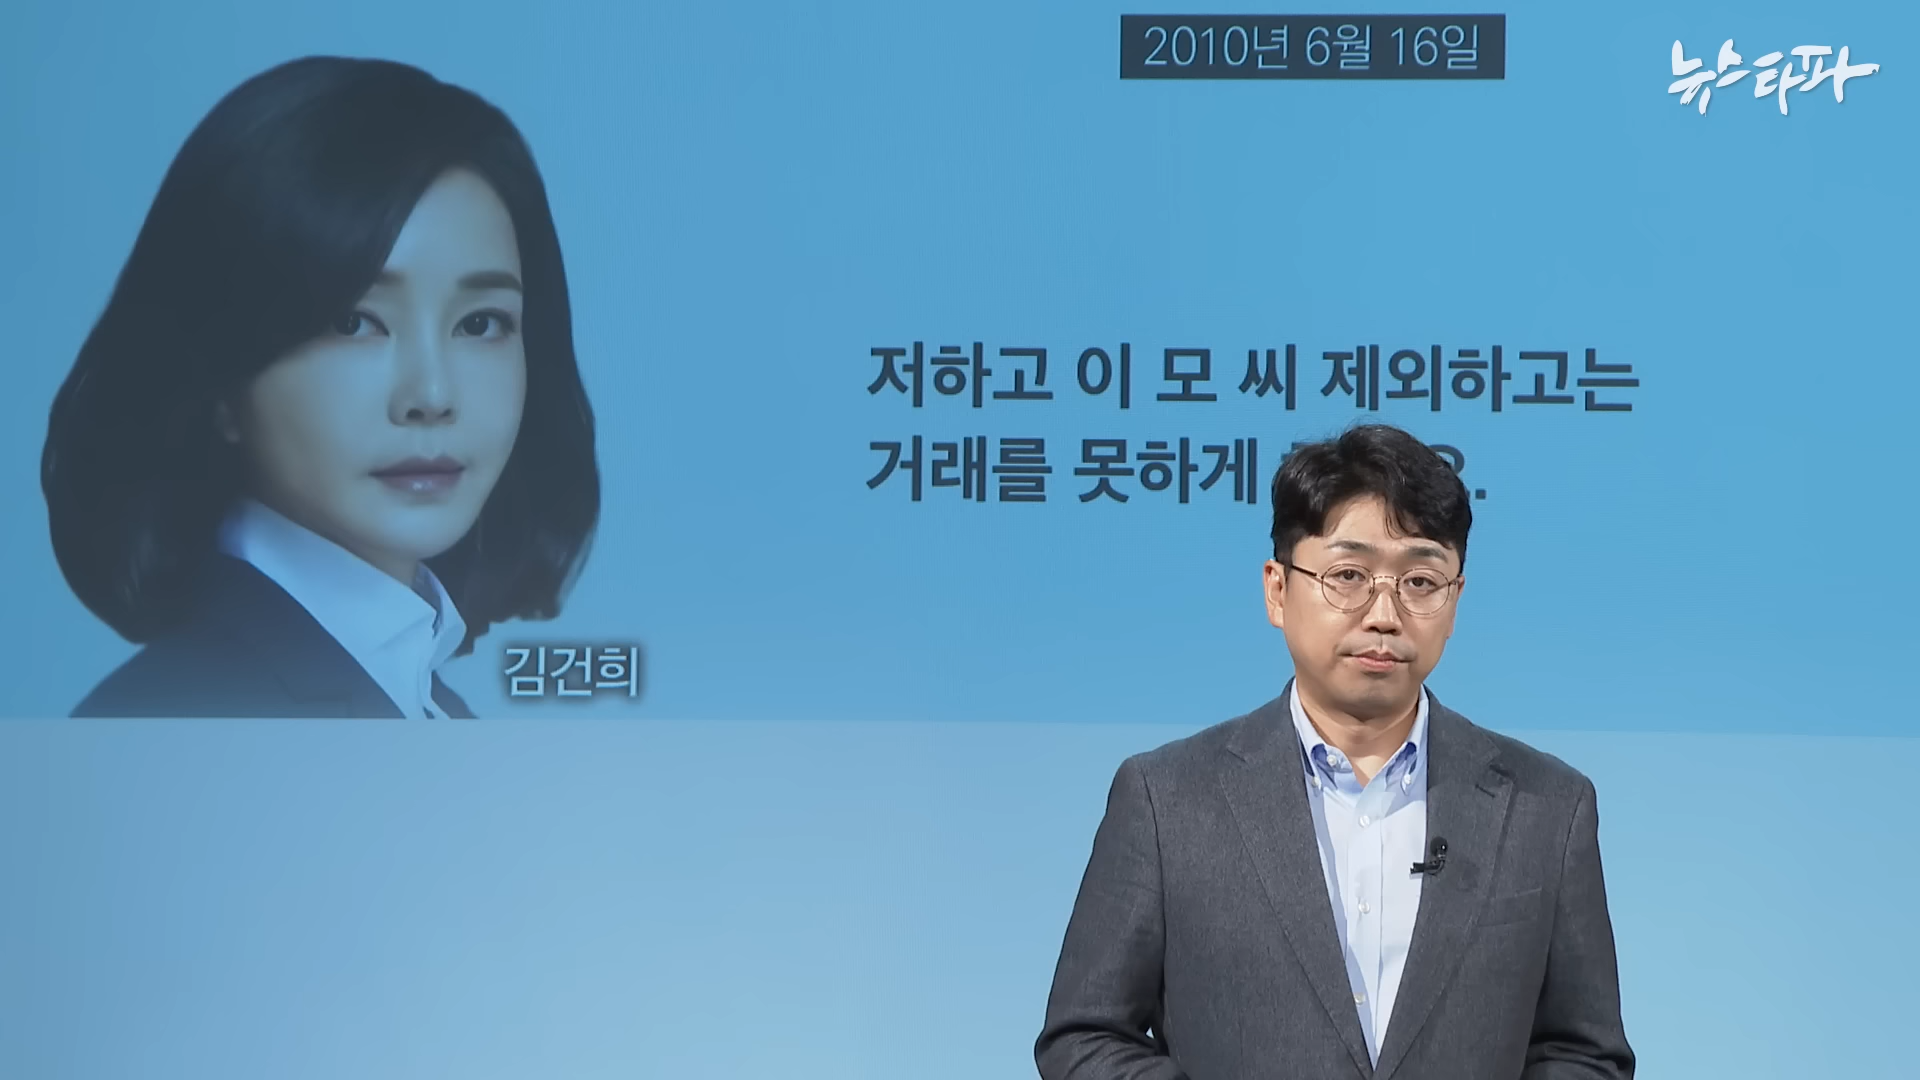 2010년 6월 16일
뉴스타파
저하고 이 모 씨 제외하고는
거래를 못하게
김건희